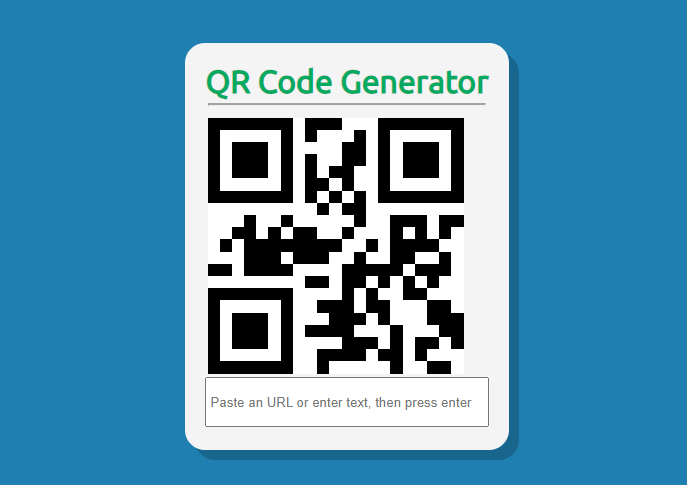 QR Code Generator
Paste an URL or enter text, then press enter